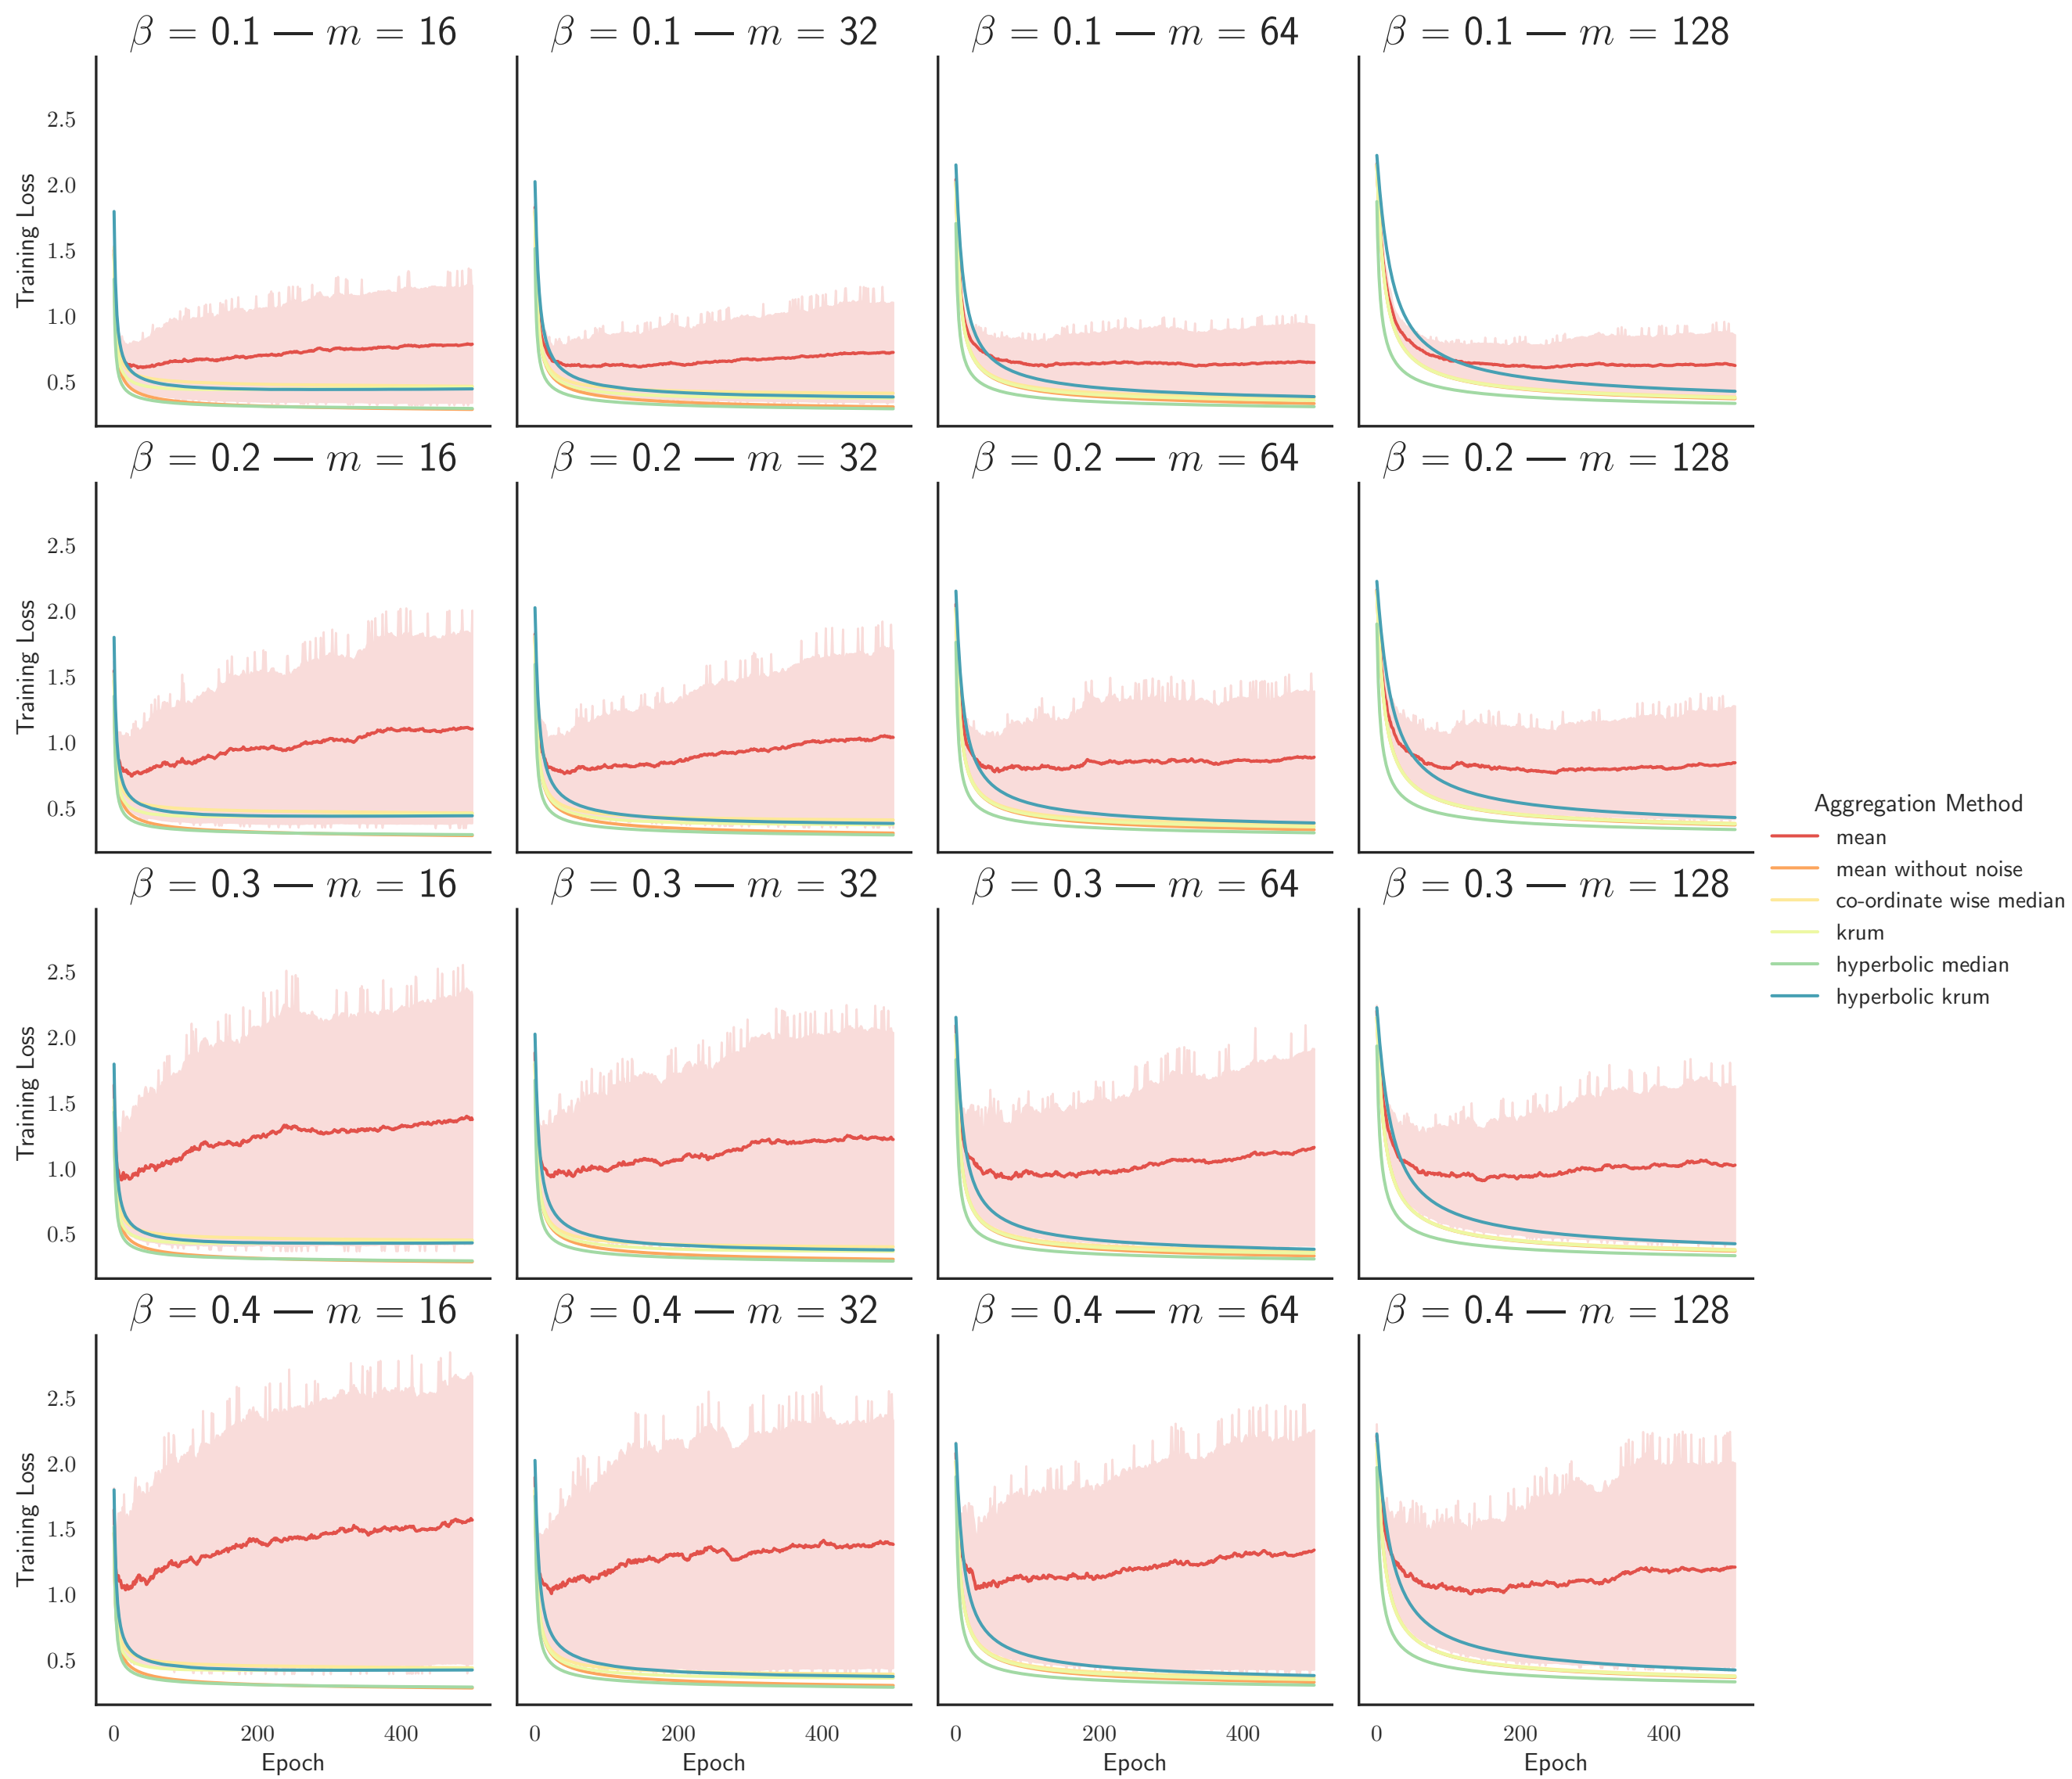 β = 0.1 — m = 16
β = 0.1 — m = 32
β = 0.1 — m = 64
β = 0.1 — m = 128
2.5
2.0
1.5
1.0
0.5
Training Loss
β = 0.2 — m = 16
β = 0.2 — m = 32
β = 0.2 — m = 64
β = 0.2 — m = 128
2.5
2.0
1.5
1.0
0.5
Training Loss
β = 0.3 — m = 16
β = 0.3 — m = 32
β = 0.3 — m = 64
β = 0.3 — m = 128
2.5
2.0
1.5
1.0
0.5
Training Loss
β = 0.4 — m = 16
β = 0.4 — m = 32
β = 0.4 — m = 64
β = 0.4 — m = 128
2.5
2.0
1.5
1.0
0.5
Training Loss
0 200 400
Epoch
0 200 400
Epoch
0 200 400
Epoch
0 200 400
Epoch
Aggregation Method
mean
mean without noise
co-ordinate wise median
krum
hyperbolic median
hyperbolic krum